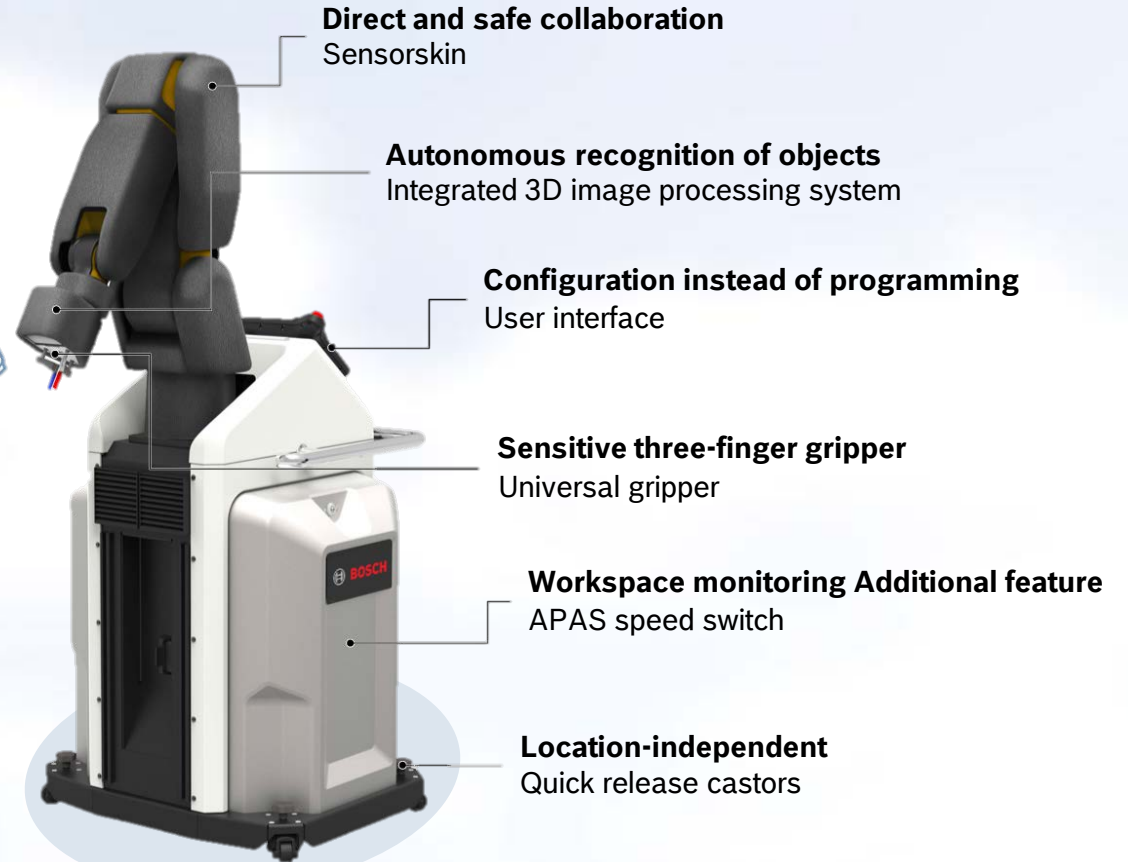 Direct and safe collaboration
Sensorskin
Autonomous recognition of objects
Integrated 3D image processing system
Configuration instead of programming
User interface
Sensitive three-finger gripper
Universal gripper
BOSCH
Workspace monitoring Additional feature
APAS speed switch
Location-independent
Quick release castors